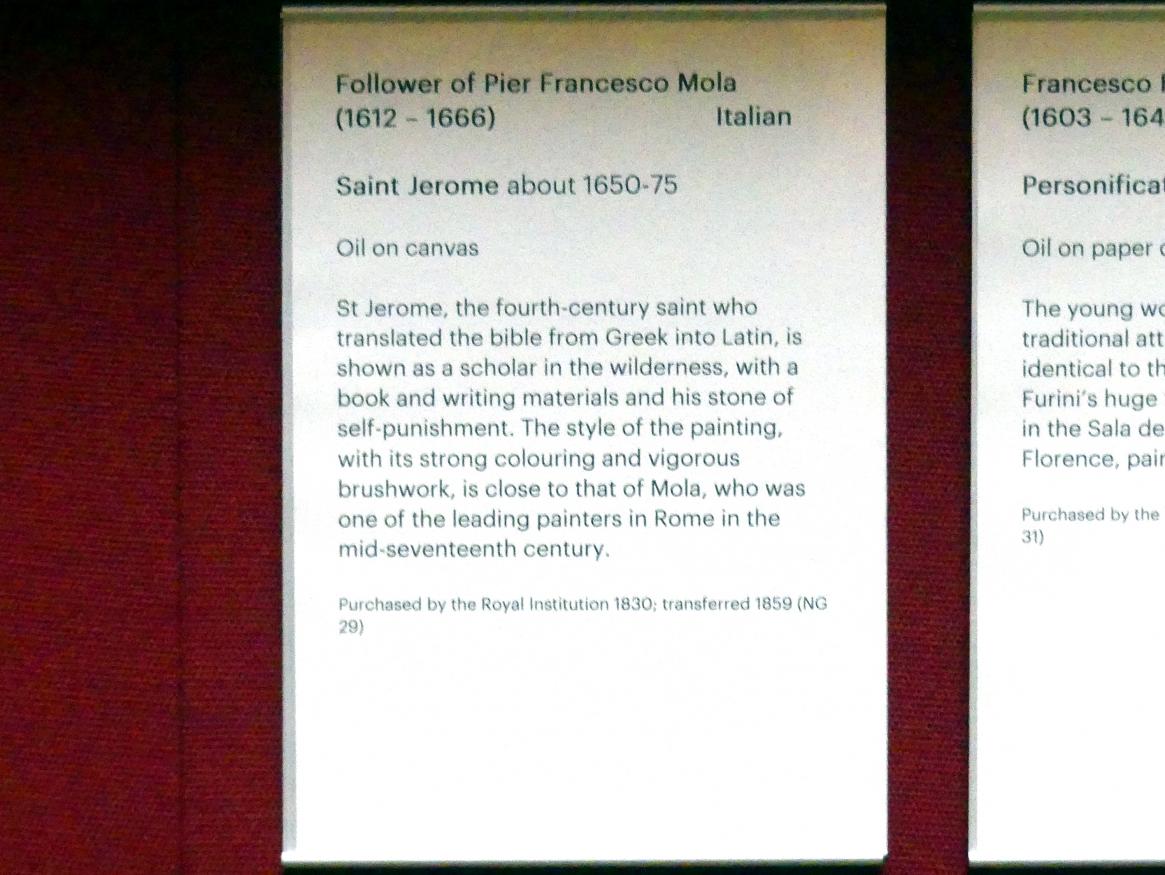 Follower of Pier Francesco Mola
(1612 – 1666) Italian
Saint Jerome about 1650-75
Oil on canvas
St Jerome, the fourth-century saint who
translated the bible from Greek into Latin, is
shown as a scholar in the wilderness, with a
book and writing materials and his stone of
self-punishment. The style of the painting,
with its strong colouring and vigorous
brushwork, is close to that of Mola, who was
one of the leading painters in Rome in the
mid-seventeenth century.
Purchased by the Royal Institution 1830; transferred 1859 (NG
29)
Francesco
(1603 – 164
Personificat
Oil on paper
The young wo
traditional att
identical to th
Furini's huge
in the Sala de
Florence, pain
Purchased by the
31)